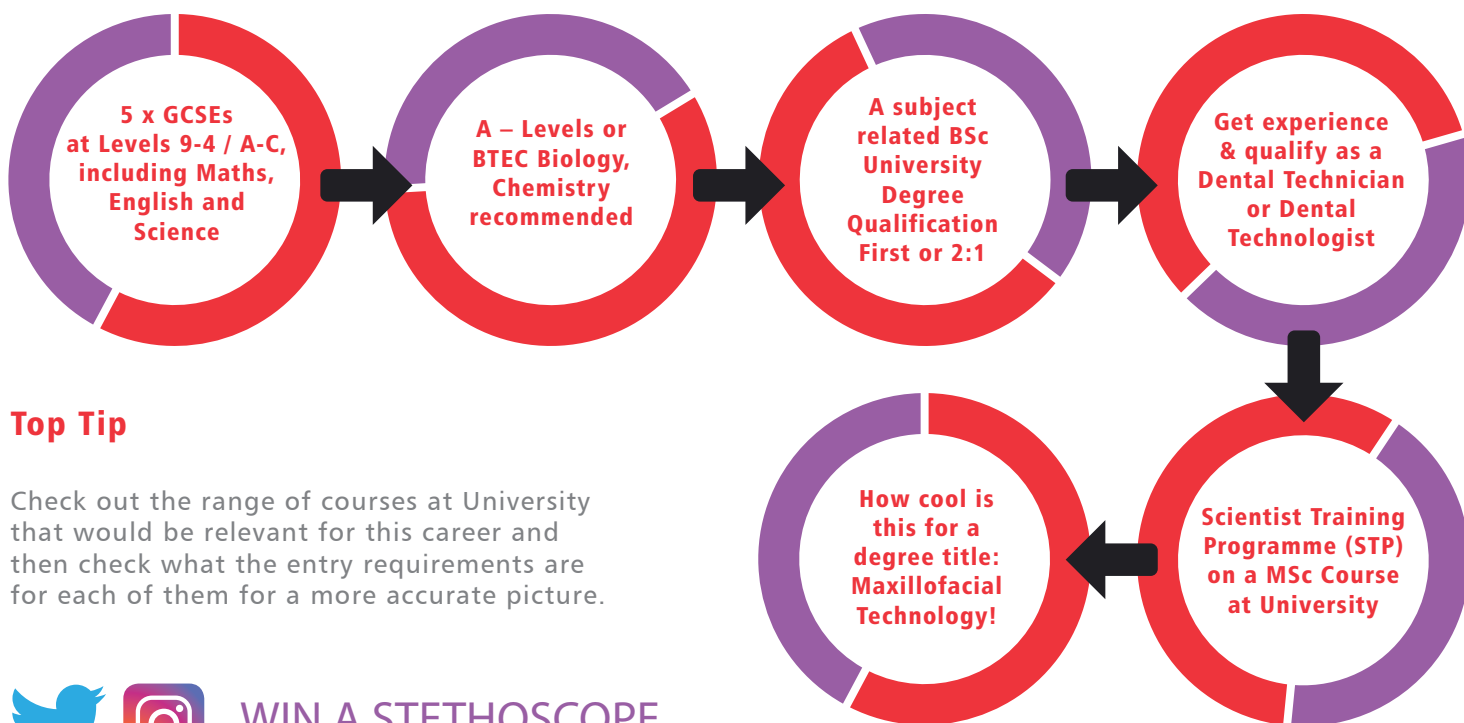 5 x GCSEs
at Levels 9-4 / A-C,
including Maths,
English and
Science
A – Levels or
BTEC Biology,
Chemistry
recommended
A subject
related BSc
University
Degree
Qualification
First or 2:1
Get experience
& qualify as a
Dental Technician
or Dental
Technologist
Scientist Training
Programme (STP)
on a MSc Course
at University
How cool is
this for a
degree title:
Maxillofacial
Technology!
Top Tip
Check out the range of courses at University
that would be relevant for this career and
then check what the entry requirements are
for each of them for a more accurate picture.
WIN A STETHOSCOPE